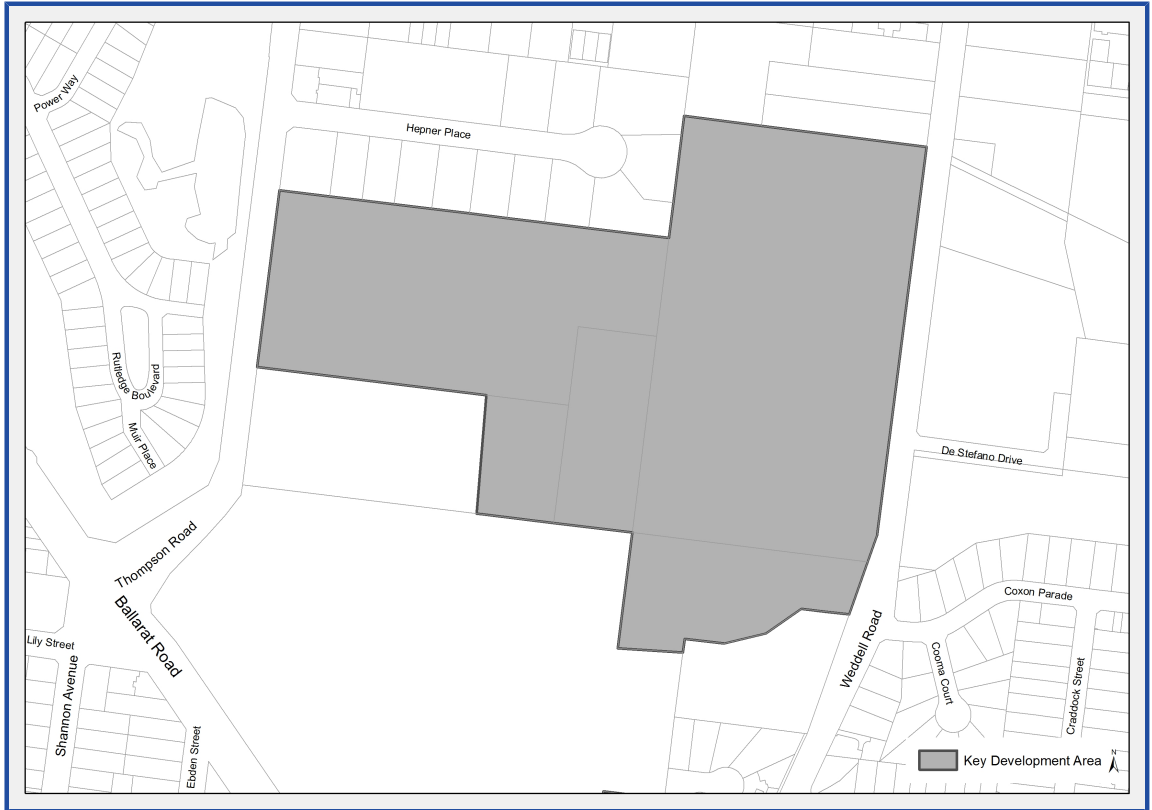 Power Way
Hepner Place
Rutledge
Boulevard
Muir Place
De Stefano Drive
Thompson Road
Ballarat Road
Coxon Parade
Lily Street
Shannon Avenue
Ebden Street
Weddell Road
Cooma Court
Craddock Street
Key Development Area
N